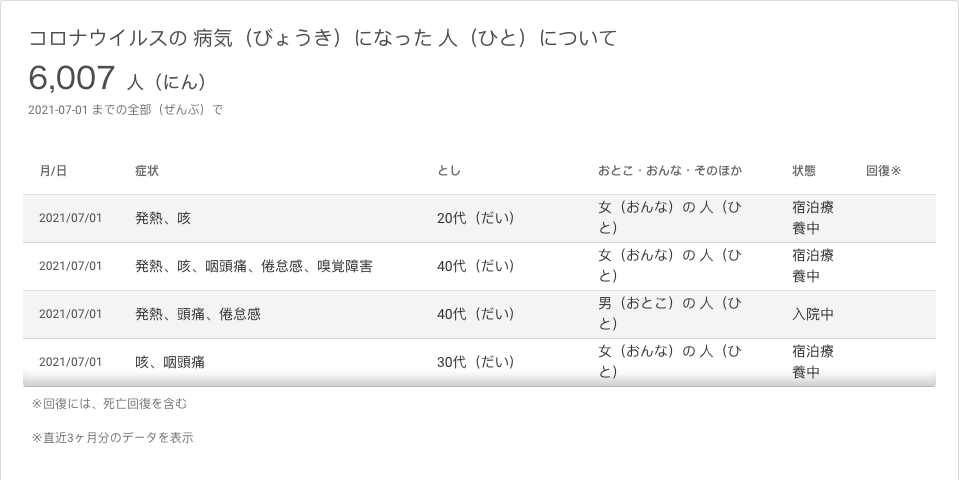 コロナウイルスの 病気（びょうき）になった 人（ひと）について
6,007 人（にん）
2021-07-01 までの全部（ぜんぶ）で
月/日 症状 とし おとこ・おんな・そのほか 状態 回復※
2021/07/01 発熱、咳 20代（だい） 女（おんな）の 人（ひ 宿泊療
と） 養中
2021/07/01 発熱、咳、咽頭痛、倦怠感、嗅覚障害 40代（だい） 女（おんな）の 人（ひ 宿泊療
と） 養中
2021/07/01 発熱、頭痛、倦怠感 40代（だい） 男（おとこ）の 人（ひ 入院中
と）
2021/07/01 咳、咽頭痛 30代（だい） 女（おんな）の 人（ひ 宿泊療
と） 養中
※回復には、死亡回復を含む
※直近3ヶ月分のデータを表示